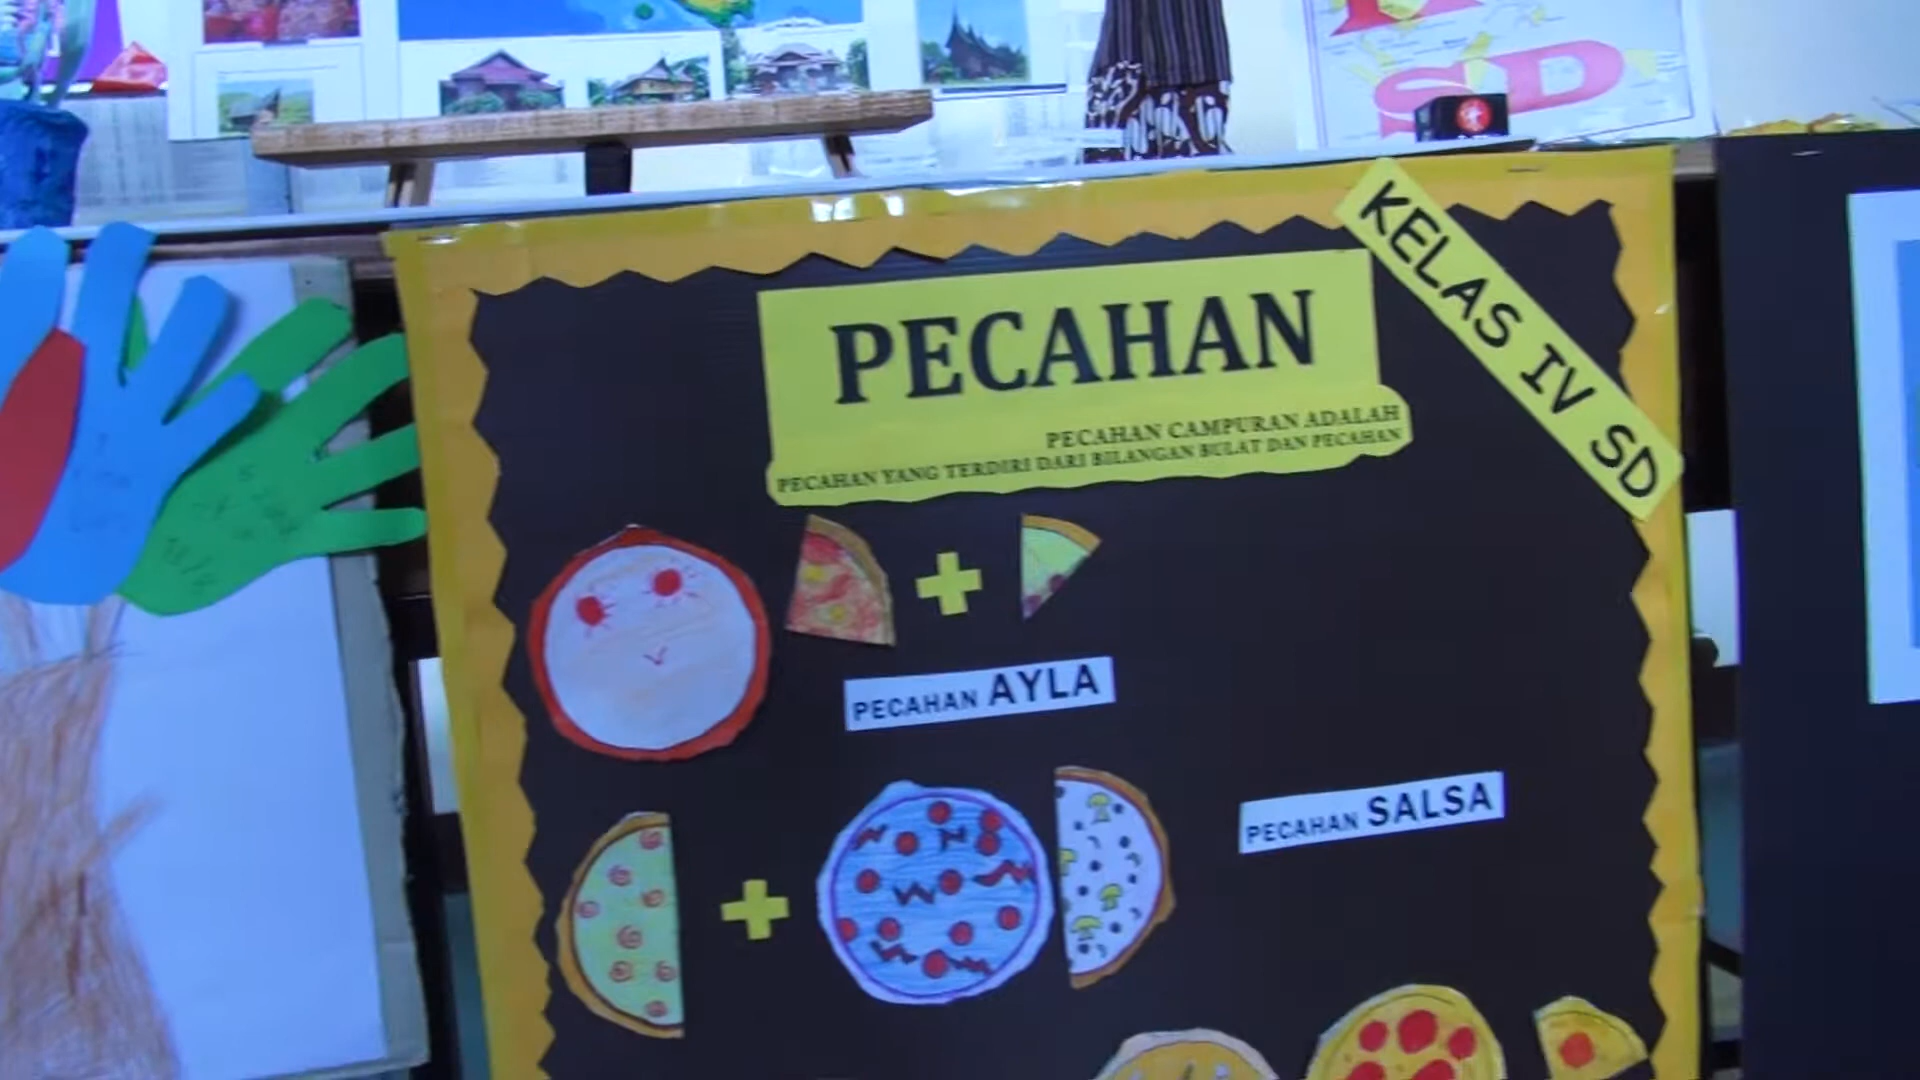 SD
KELAS IV SD
PECAHAN
PECAHAN CAMPURAN ADALAH
PECAHAN YANG TERDIRI DARI BILANGAN BULAT DAN PECAHAN
+
PECAHAN AYLA
PECAHAN SALSA
+